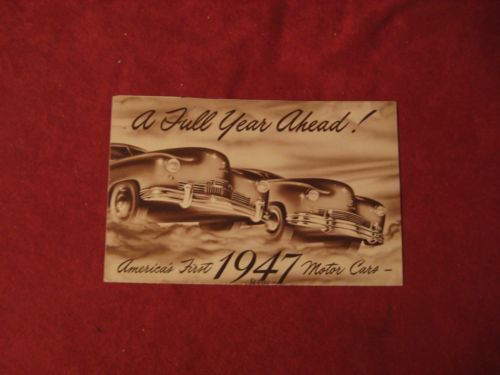 A Full Year Ahead!
America's First 1947 Motor Cars –